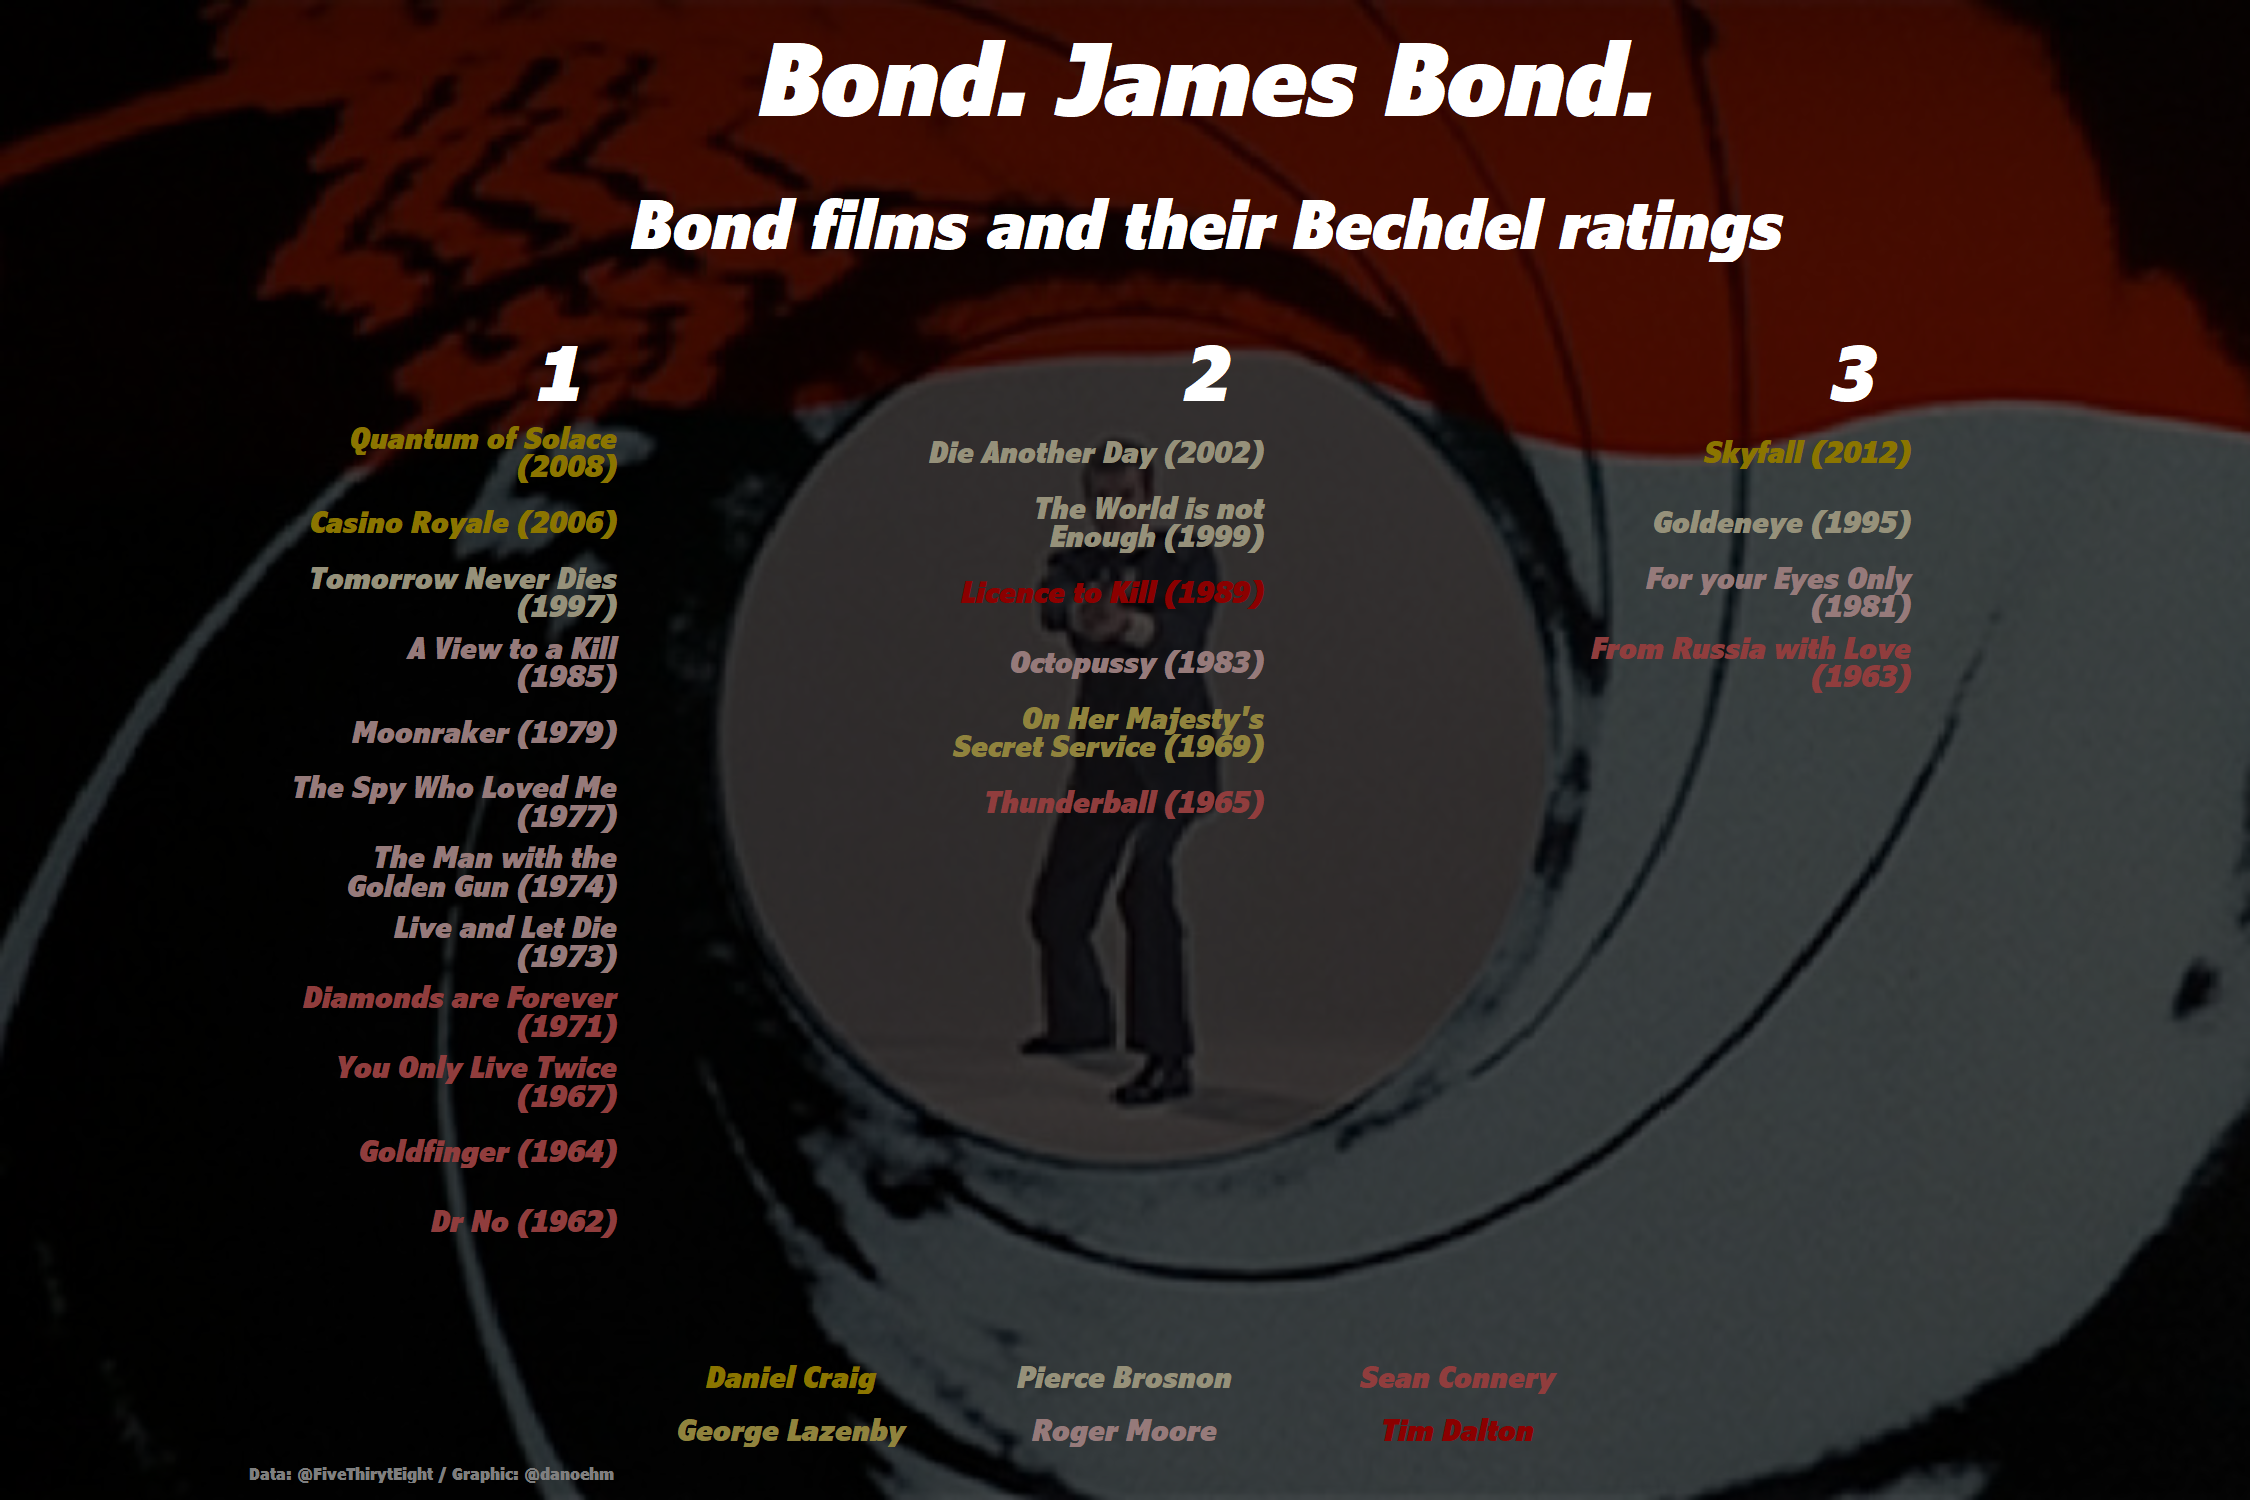 Bond. James Bond.
Bond films and their Bechdel ratings
1
Quantum of Solace
(2008)
Casino Royale (2006)
Tomorrow Never Dies
(1997)
A View to a Kill
(1985)
Moonraker (1979)
The Spy Who Loved Me
(1977)
The Man with the
Golden Gun (1974)
Live and Let Die
(1973)
Diamonds are Forever
(1971)
You Only Live Twice
(1967)
Goldfinger (1964)
Dr No (1962)
2
Die Another Day (2002)
The World is not
Enough (1999)
Licence to Kill (1989)
Octopussy (1983)
On Her Majesty's
Secret Service (1969)
Thunderball (1965)
3
Skyfall (2012)
Goldeneye (1995)
For your Eyes Only
(1981)
From Russia with Love
(1963)
Daniel Craig
Pierce Brosnon
Sean Connery
George Lazenby
Roger Moore
Tim Dalton
Data: @FiveThirytEight / Graphic: @danoehm